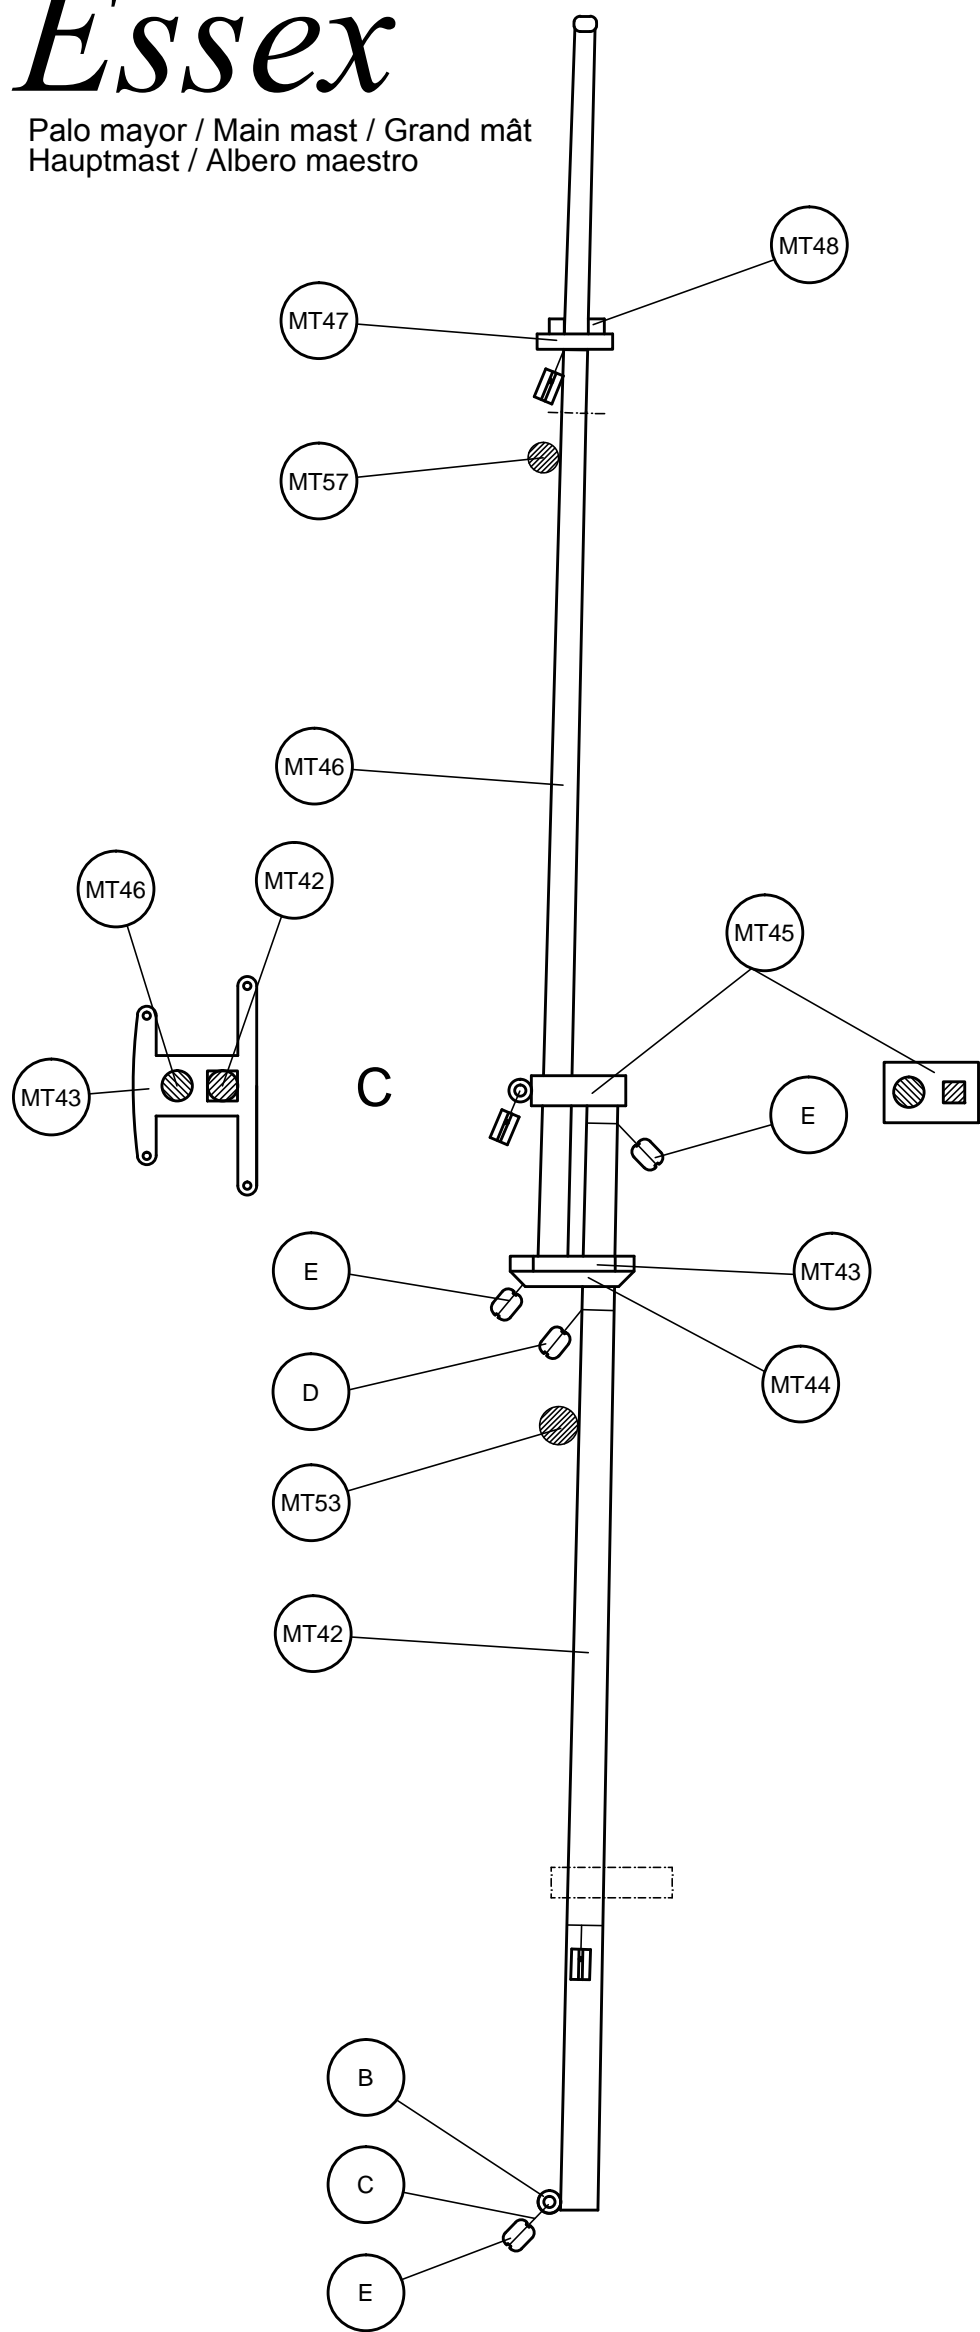 Essex
Palo mayor / Main mast / Grand mât
Hauptmast / Albero maestro
MT48
MT47
MT57
MT46
MT46
MT42
MT45
MT43
C
E
E
MT43
D
MT44
MT53
MT42
B
C
E